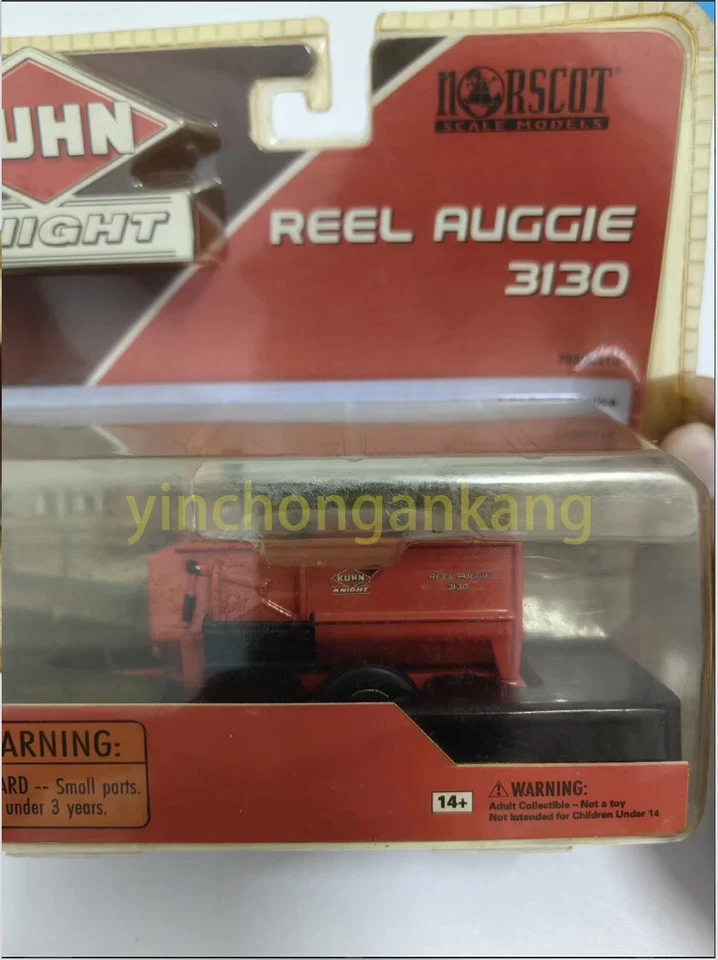 NORSCOT
SCALE MODELS
UHN
NIGHT
REEL AUGGIE
3130
yinchongankang
KUHN
KNIGHT
REEL AUGGIE
3130
ARNING:
ARD -- Small parts.
under 3 years.
14+
WARNING:
Adult Collectible – Not a toy
Not Intended for Children Under 14